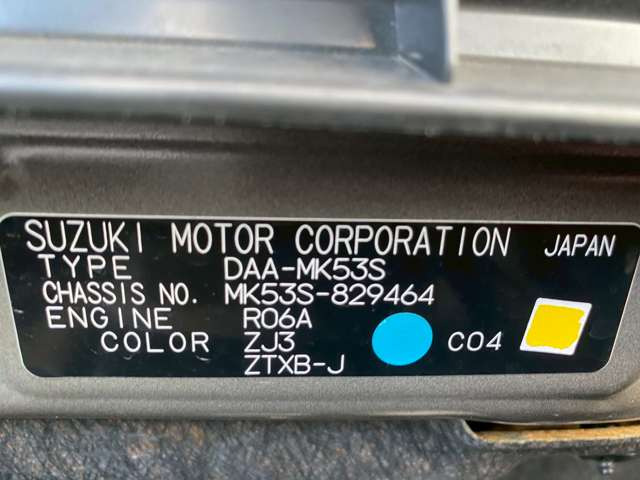 SUZUKI MOTOR CORPORATION JAPAN
TYPE DAA-MK53S
CHASSIS NO. MK53S-829464
ENGINE R06A
COLOR ZJ3 C04
ZTXB-J